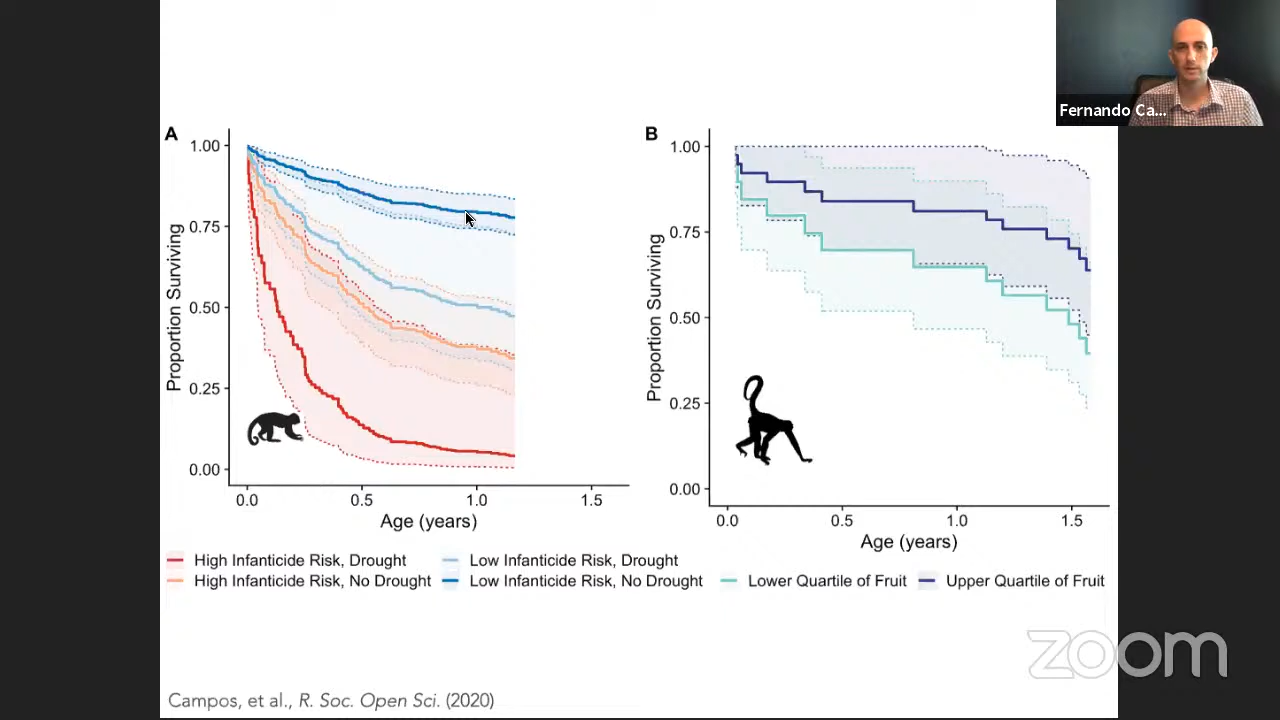 Fernando Ca...
A
1.00
0.75
0.50
0.25
0.00
Proportion Surviving
0.0
0.5
1.0
1.5
Age (years)
B
1.00
0.75
0.50
0.25
0.00
Proportion Surviving
0.0
0.5
1.0
1.5
Age (years)
High Infanticide Risk, Drought
Low Infanticide Risk, Drought
High Infanticide Risk, No Drought
Low Infanticide Risk, No Drought
Lower Quartile of Fruit
Upper Quartile of Fruit
zoom
Campos, et al., R. Soc. Open Sci. (2020)